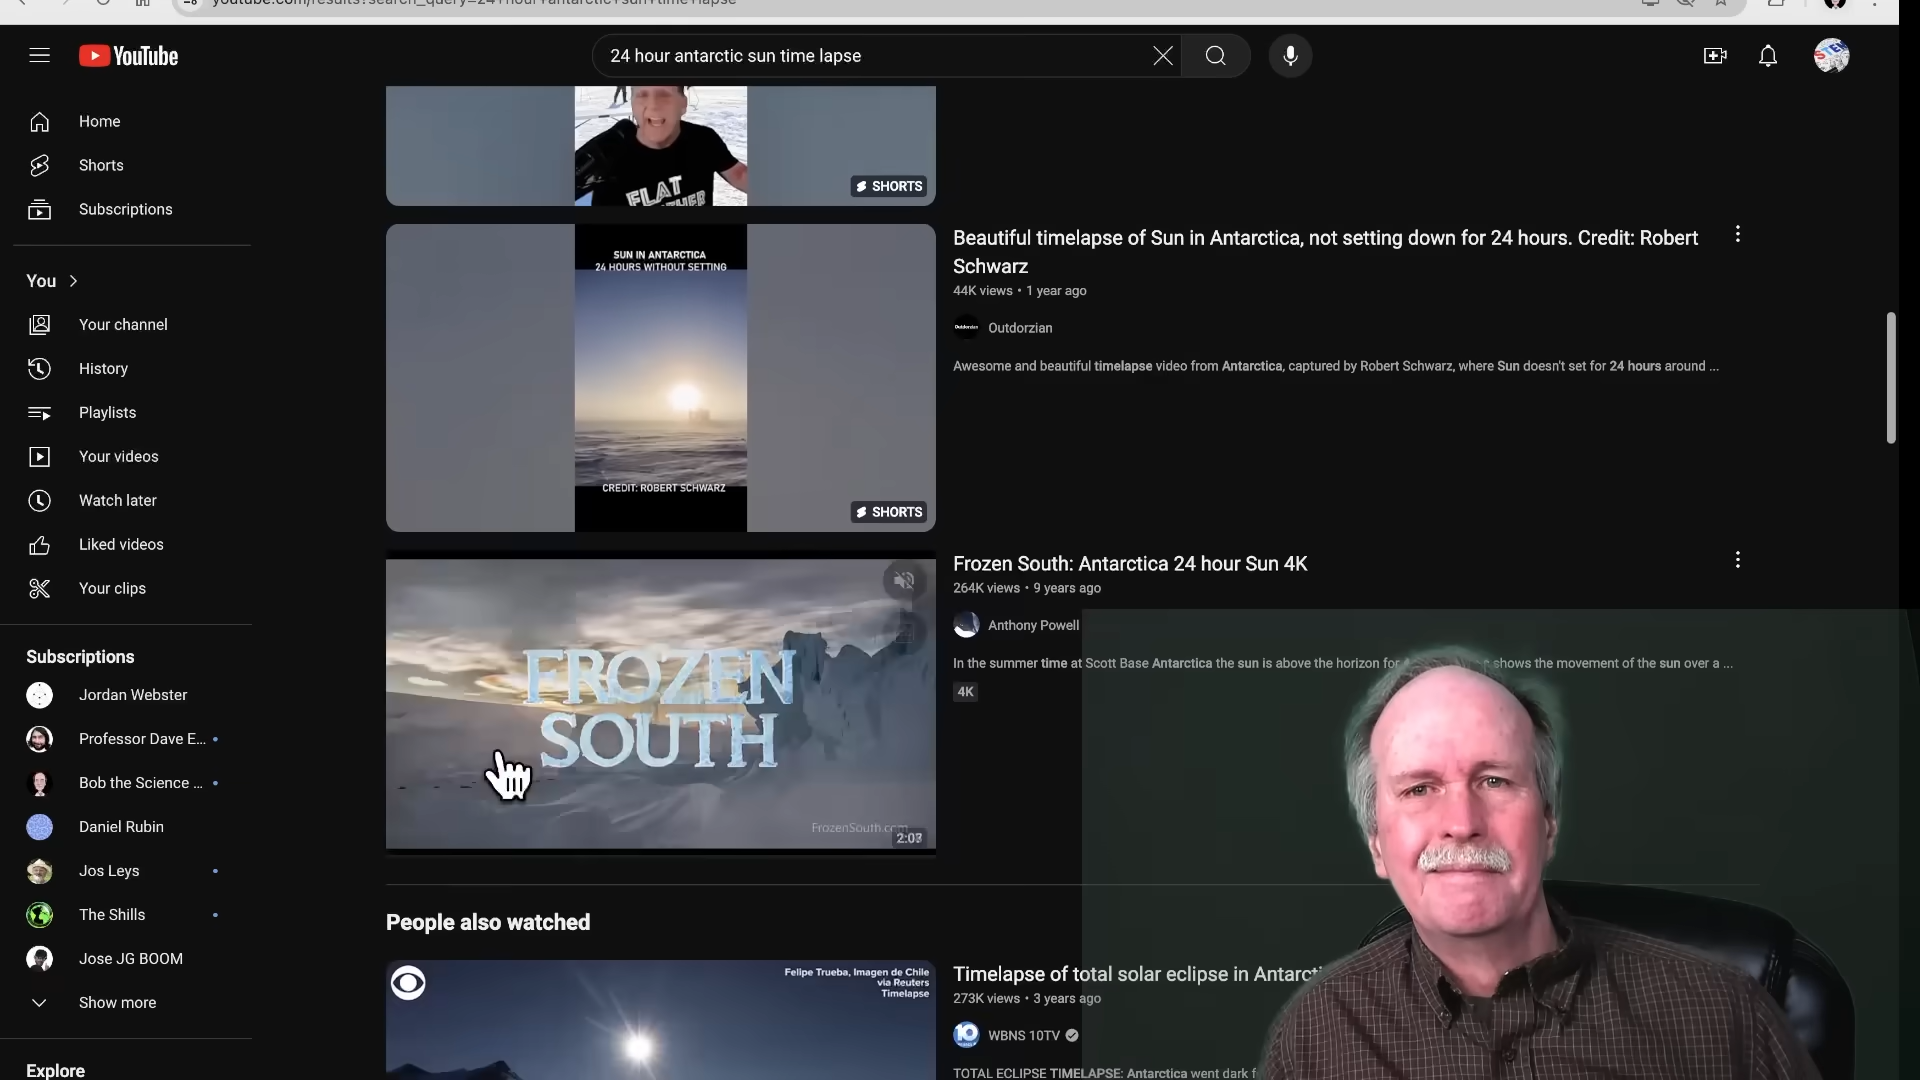 YouTube
24 hour antarctic sun time lapse
Home
Shorts
Subscriptions
You
Your channel
History
Playlists
Your videos
Watch later
Liked videos
Your clips
Subscriptions
Jordan Webster
Professor Dave E...
Bob the Science ...
Daniel Rubin
Jos Leys
The Shills
Jose JG BOOM
Show more
Explore
FLAT
SHORTS
SUN IN ANTARCTICA
24 HOURS WITHOUT SETTING
CREDIT: ROBERT SCHWARZ
SHORTS
Beautiful timelapse of Sun in Antarctica, not setting down for 24 hours. Credit: Robert
Schwarz
44K views • 1 year ago
Outdorzian
Awesome and beautiful timelapse video from Antarctica, captured by Robert Schwarz, where Sun doesn't set for 24 hours around ...
FROZEN
SOUTH
Frozen South: Antarctica 24 hour Sun 4K
264K views • 9 years ago
Anthony Powell
In the summer time at Scott Base Antarctica the sun is above the horizon for shows the movement of the sun over a ...
4K
People also watched
Felipe Trueba, Imagen de Chile
via Reuters
Timelapse
Timelapse of total solar eclipse in Antarcti
273K views • 3 years ago
10
WBNS 10TV
TOTAL ECLIPSE TIMELAPSE: Antarctica went dark f